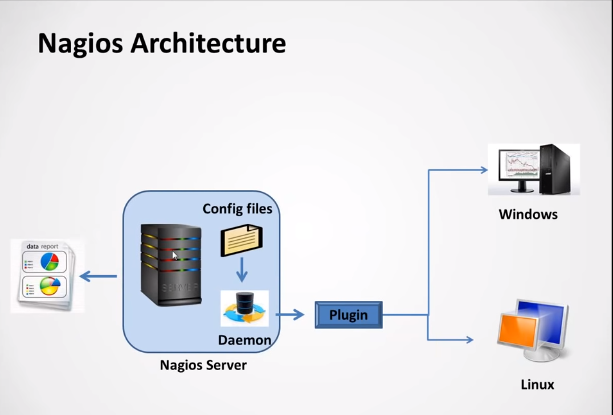 Nagios Architecture
Config files
Windows
data report
Plugin
Daemon
Nagios Server
Linux